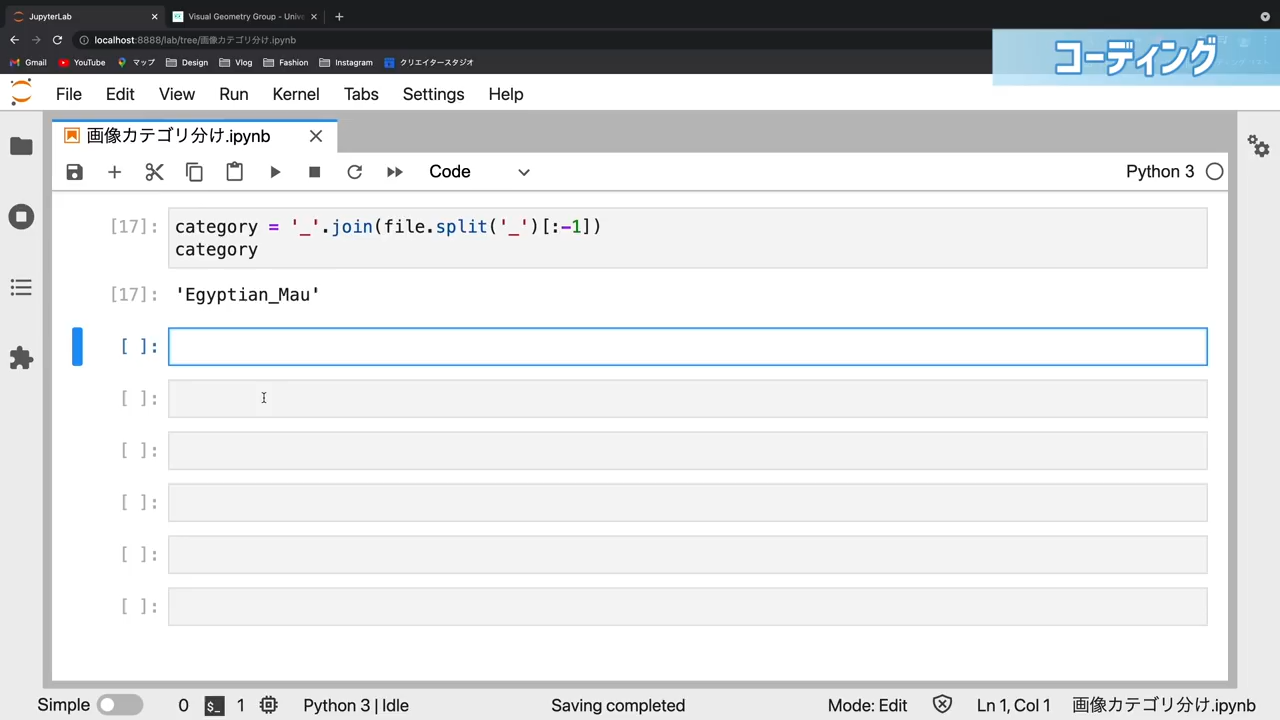 JupyterLab
Visual Geometry Group - Unive
localhost:8888/lab/tree/画像カテゴリ分け.ipynb
Gmail YouTube マップ Design Vlog Fashion Instagram クリエイタースタジオ
コーディング
File Edit View Run Kernel Tabs Settings Help
画像カテゴリ分け.ipynb
Code Python 3
[17]: category = '_'.join(file.split('_')[:-1])
category
[17]: 'Egyptian_Mau'
[ ]:
[ ]:
[ ]:
[ ]:
[ ]:
[ ]:
Simple 0 $_ 1 Python 3 | Idle Saving completed Mode: Edit Ln 1, Col 1 画像カテゴリ分け.ipynb